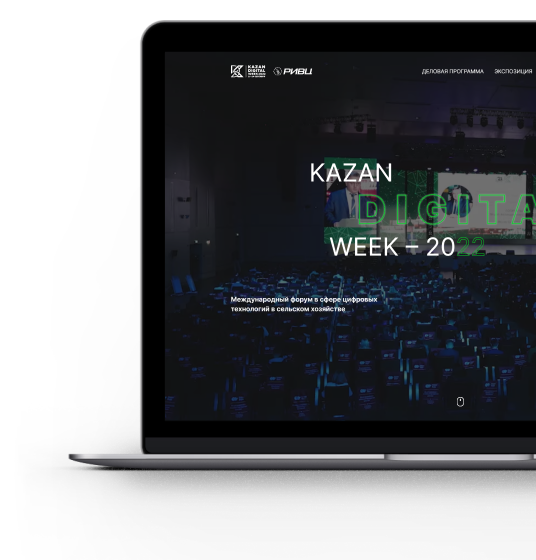 KAZAN
DIGITAL
РИВЦ
ДЕЛОВАЯ ПРОГРАММА
ЭКСПОЗИЦИЯ
KAZAN
DIGITA
WEEK – 2022
Международный форум в сфере цифровых
технологий в сельском хозяйстве